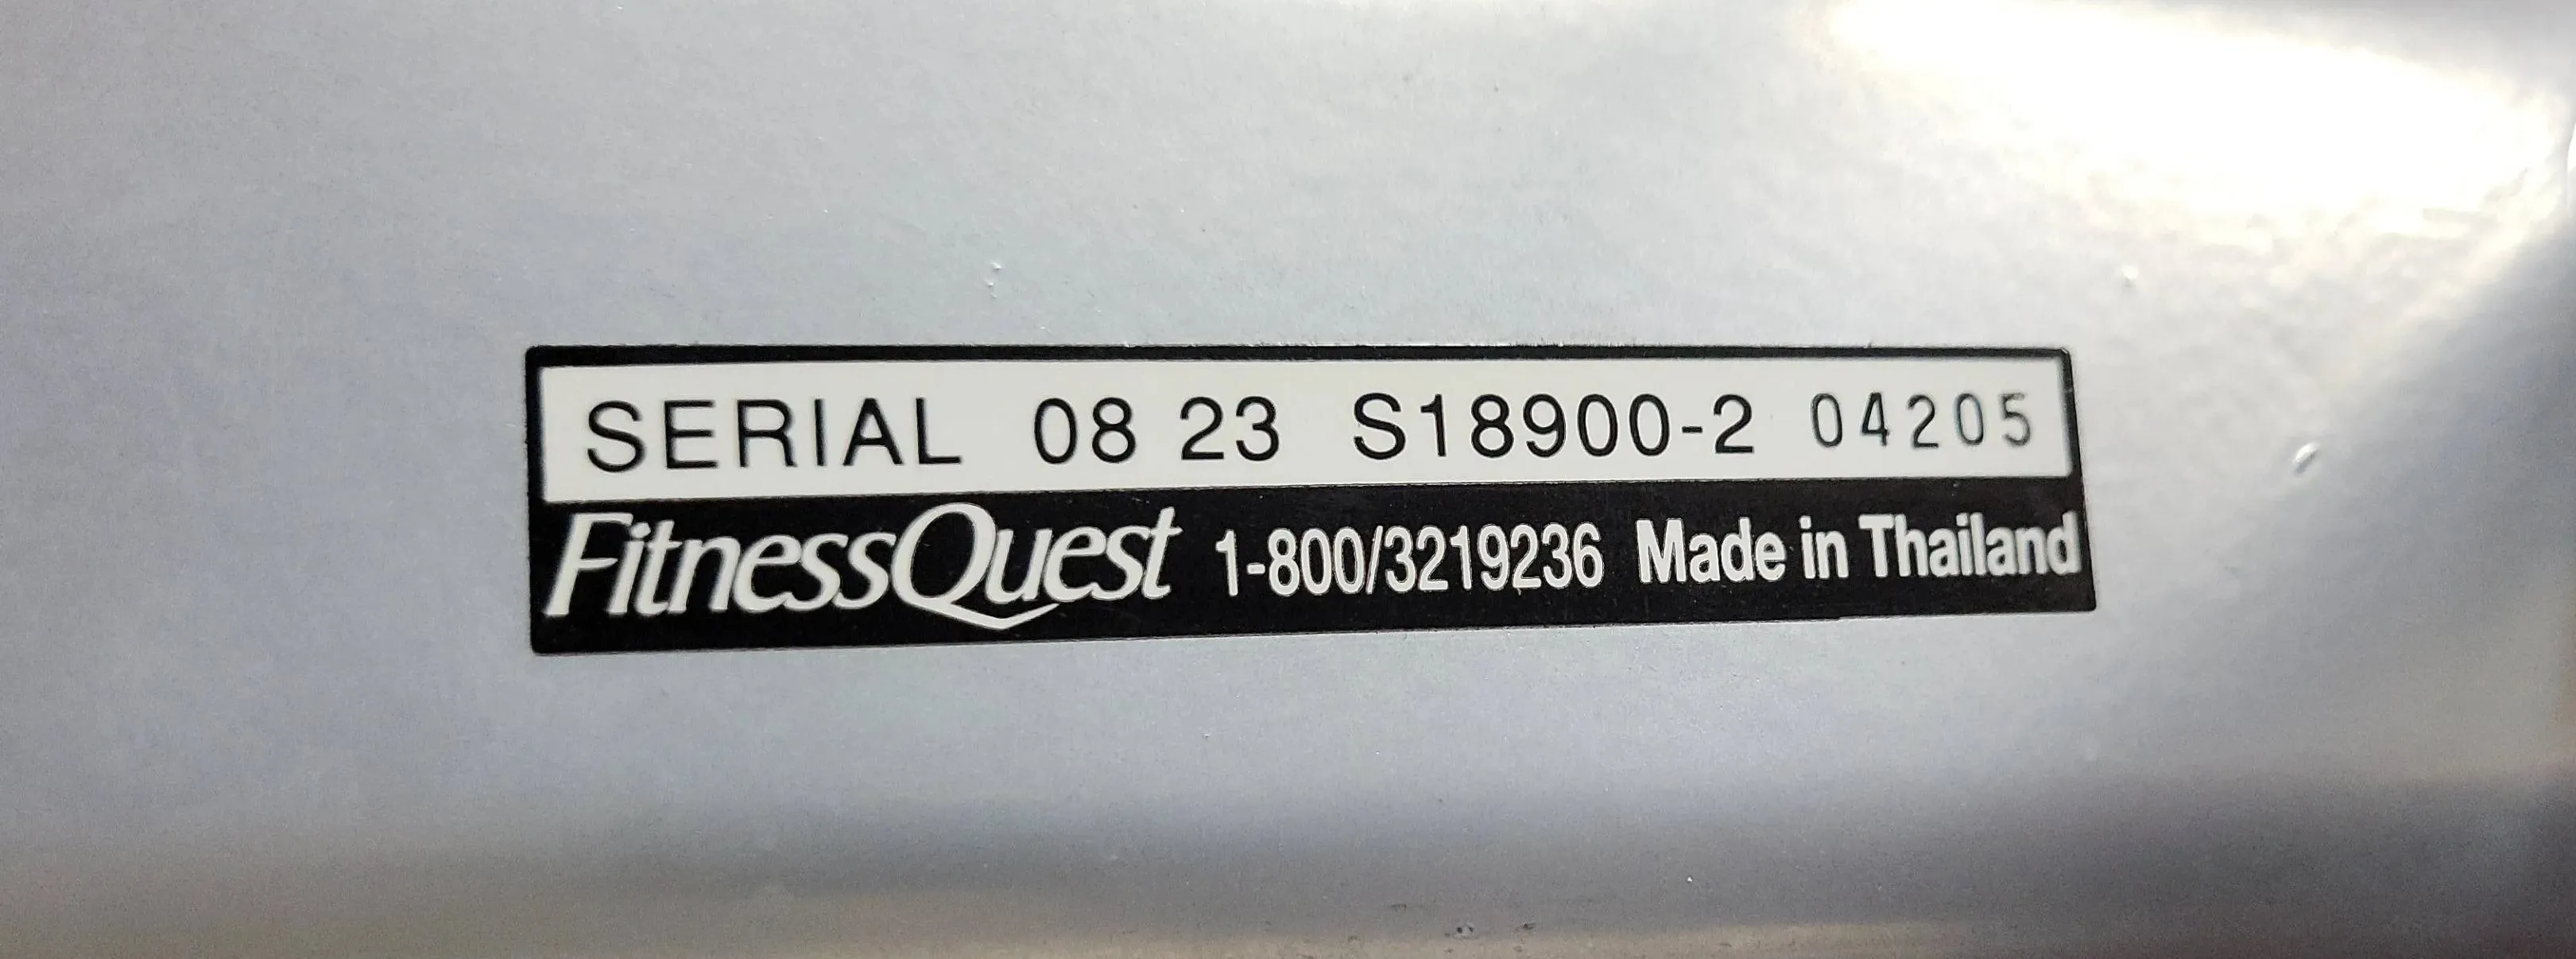 SERIAL 08 23 S18900-2 04205
FitnessQuest 1-800/3219236 Made in Thailand